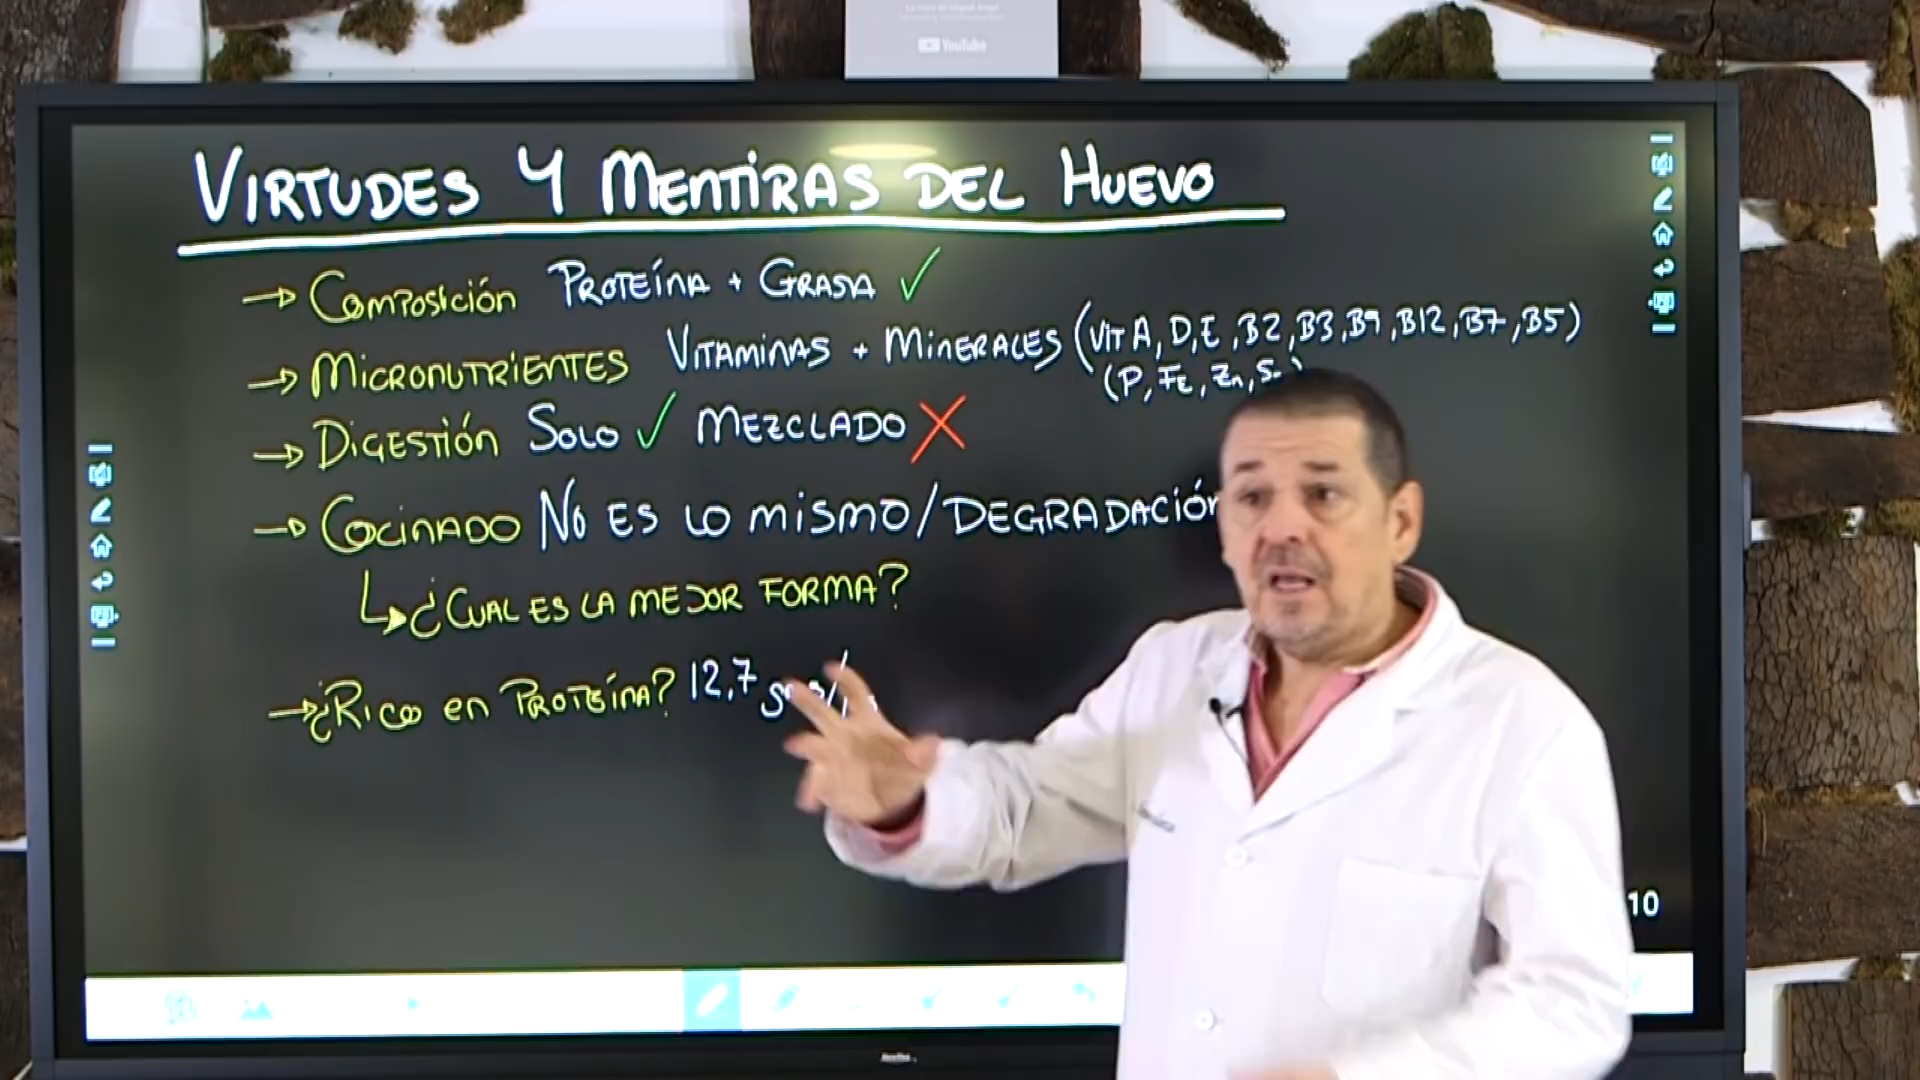 YouTube
VIRTUDES Y MENTIRAS DEL HUEVO
→ COMPOSICIÓN PROTEÍNA + GRASA ✓
→ MICRONUTRIENTES VITAMINAS + MINERALES (VIT A, D, E, B2, B3, B9, B12, B7, B5)
(P, FE, Zn,
→ DIGESTIÓN SOLO ✓ MEZCLADO X
→ COCINADO NO ES LO MISMO/DEGRADACIÓN
↳ ¿CUAL ES LA MEJOR FORMA?
→ ¿RICO EN PROTEÍNA? 12,7
10